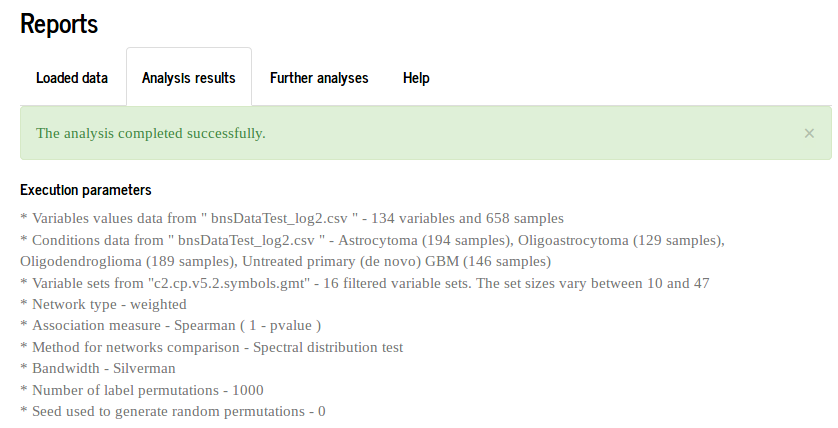 Reports
Loaded data Analysis results Further analyses Help
The analysis completed successfully. ×
Execution parameters
* Variables values data from " bnsDataTest_log2.csv " - 134 variables and 658 samples
* Conditions data from " bnsDataTest_log2.csv " - Astrocytoma (194 samples), Oligoastrocytoma (129 samples),
Oligodendroglioma (189 samples), Untreated primary (de novo) GBM (146 samples)
* Variable sets from "c2.cp.v5.2.symbols.gmt" - 16 filtered variable sets. The set sizes vary between 10 and 47
* Network type - weighted
* Association measure - Spearman ( 1 - pvalue )
* Method for networks comparison - Spectral distribution test
* Bandwidth - Silverman
* Number of label permutations - 1000
* Seed used to generate random permutations - 0